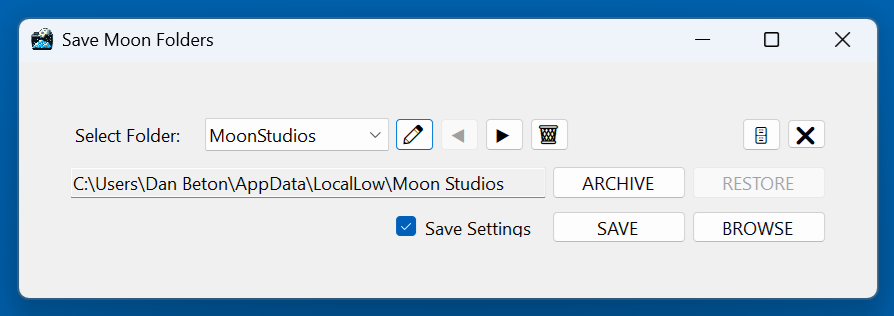 Save Moon Folders
Select Folder: MoonStudios
C:\Users\Dan Beton\AppData\LocalLow\Moon Studios ARCHIVE RESTORE
Save Settings SAVE BROWSE